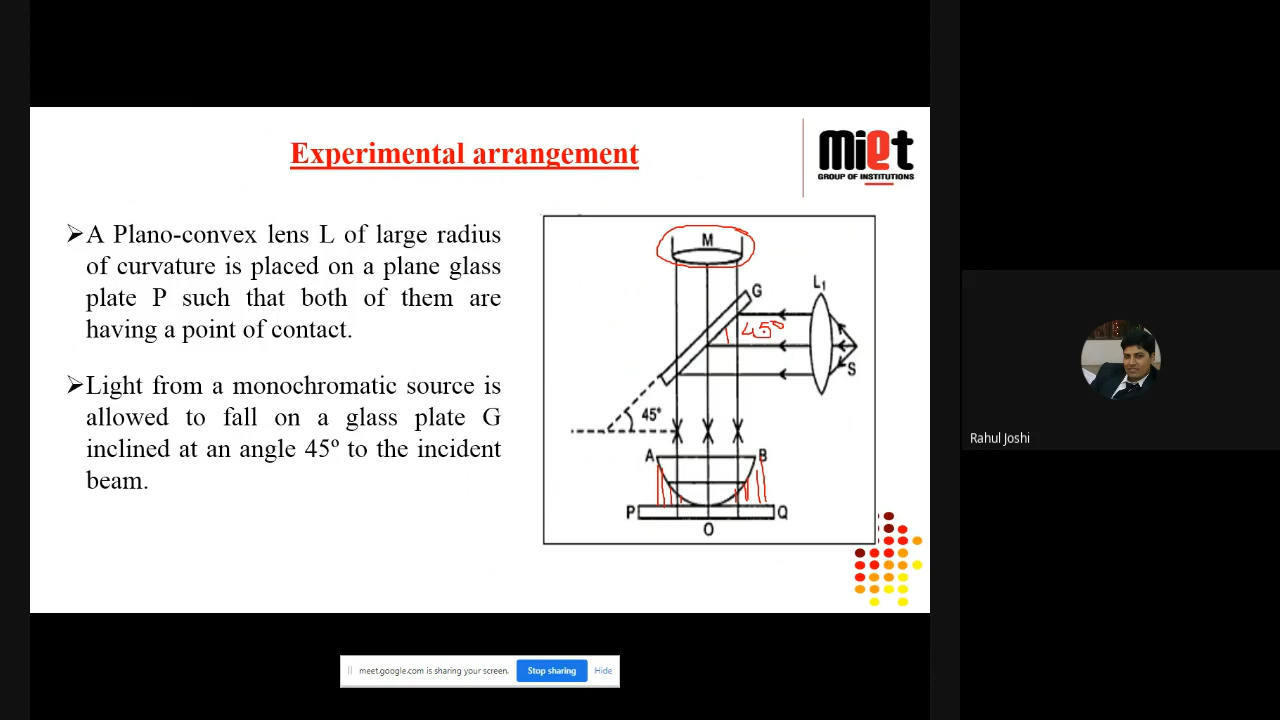 Experimental arrangement
miet
GROUP OF INSTITUTIONS
➢A Plano-convex lens L of large radius
of curvature is placed on a plane glass
plate P such that both of them are
having a point of contact.
➢Light from a monochromatic source is
allowed to fall on a glass plate G
inclined at an angle 45º to the incident
beam.
M
G
L₁
45°
S
45°
A
B
P
Q
O
Rahul Joshi
meet.google.com is sharing your screen.
Stop sharing
Hide